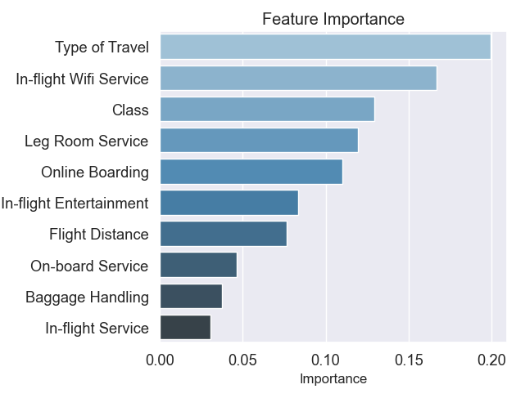 Feature Importance
Type of Travel
In-flight Wifi Service
Class
Leg Room Service
Online Boarding
In-flight Entertainment
Flight Distance
On-board Service
Baggage Handling
In-flight Service
0.00 0.05 0.10 0.15 0.20
Importance